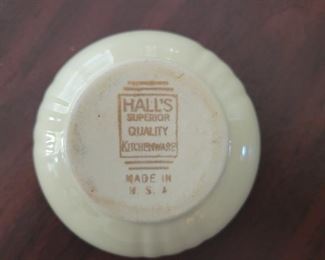 HALL'S
SUPERIOR
QUALITY
KITCHENWARE
MADE IN
U. S. A